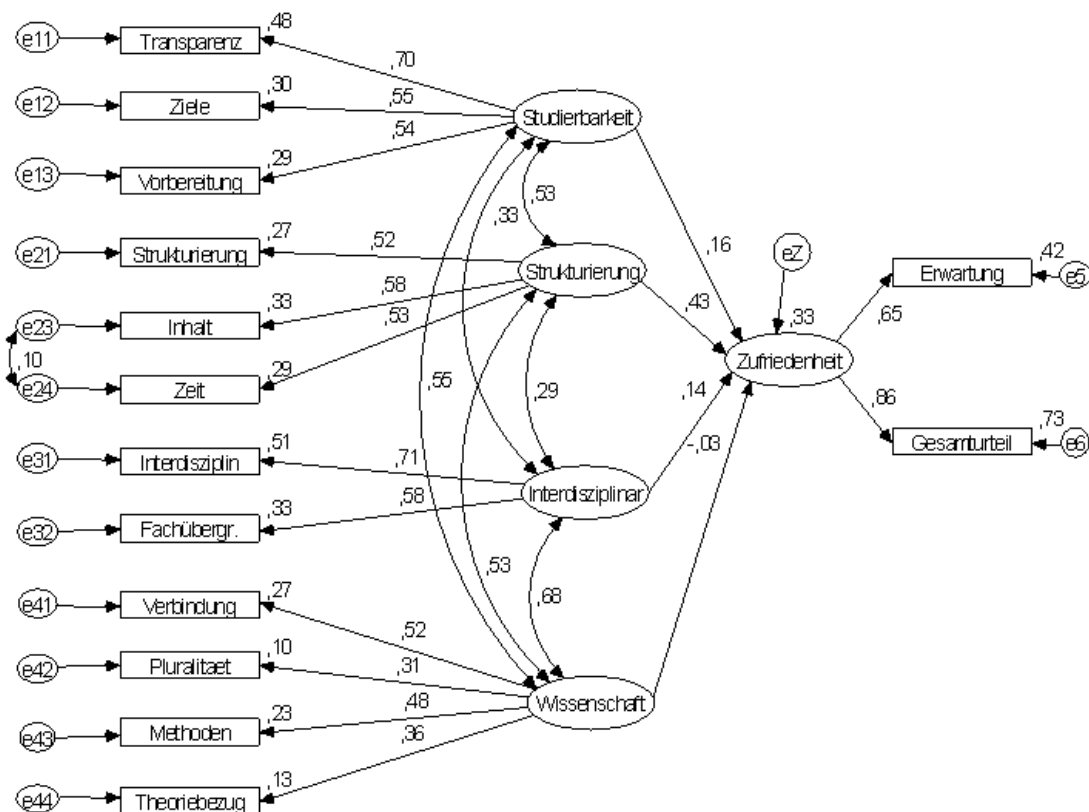 ,48
e11
Transparenz
,70
,30
e12
Ziele
,55
Studierbarkeit
,54
,29
e13
Vorbereitung
,53
,33
,27
e21
Strukturierung
,52
Strukturierung
,16
eZ
,42
Erwartung
e5
,58
,33
e23
Inhalt
,53
,43
,33
,65
,10
Zufriedenheit
,29
e24
Zeit
,55
,29
,14
,86
,73
Gesamturteil
e6
-,03
,51
e31
Interdisziplin
,71
Interdisziplinar
,58
,33
e32
Fachübergr.
,53
,68
,27
e41
Verbindung
,52
,10
e42
Pluralitaet
,31
Wissenschaft
,48
,23
e43
Methoden
,36
,13
e44
Theoriebezug